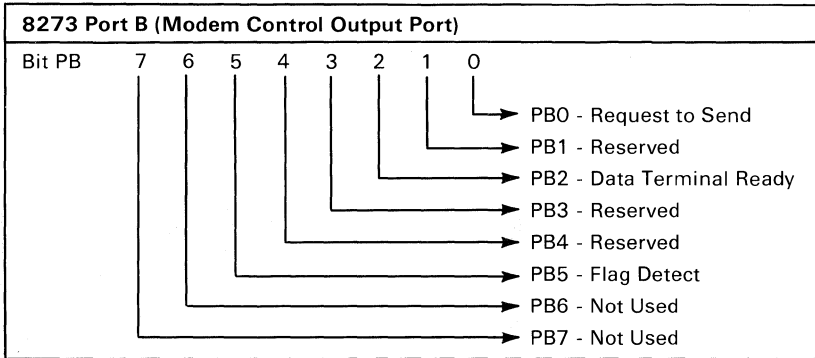 8273 Port B (Modem Control Output Port)
Bit PB 7 6 5 4 3 2 1 0
PB0 - Request to Send
PB1 - Reserved
PB2 - Data Terminal Ready
PB3 - Reserved
PB4 - Reserved
PB5 - Flag Detect
PB6 - Not Used
PB7 - Not Used